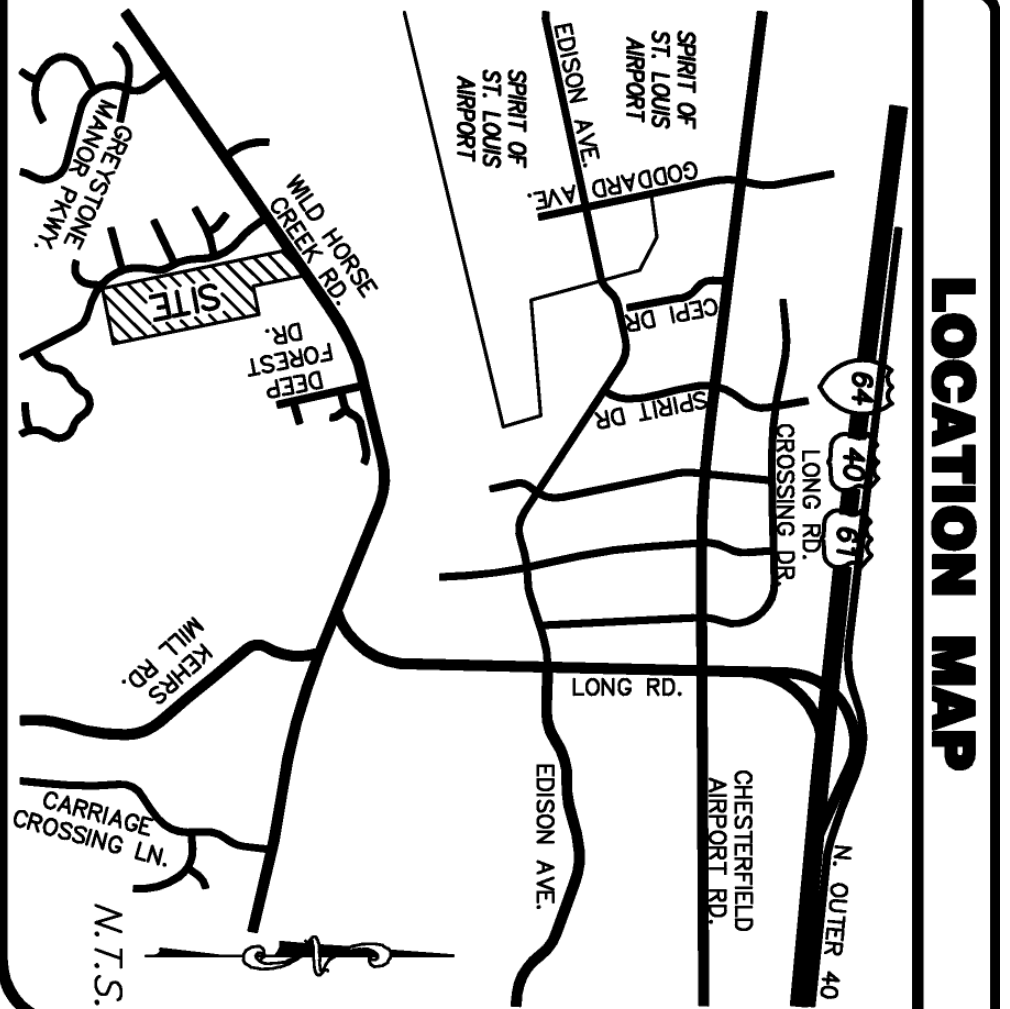 LOCATION MAP
64
40
61
N. OUTER 40
SPIRIT OF
ST. LOUIS
AIRPORT
GODDARD AVE.
CEPI DR
SPIRIT DR
LONG RD.
CROSSING DR.
CHESTERFIELD
AIRPORT RD.
EDISON AVE.
SPIRIT OF
ST. LOUIS
AIRPORT
LONG RD.
EDISON AVE.
WILD HORSE
CREEK RD.
DEEP
FOREST
DR.
SITE
GREYSTONE
MANOR PKWY.
KEHRS
MILL RD.
CARRIAGE
CROSSING LN.
N.T.S.